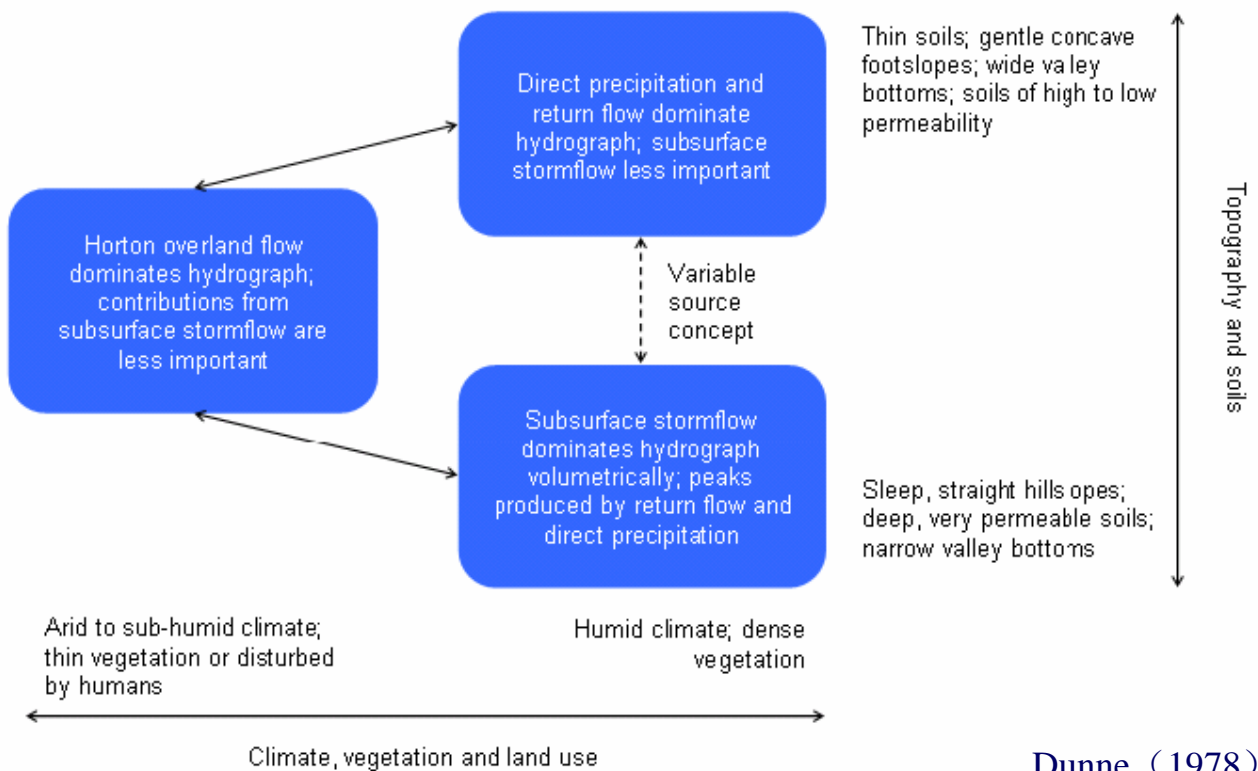 Direct precipitation and
return flow dominate
hydrograph; subsurface
stormflow less important
Thin soils; gentle concave
footslopes; wide valley
bottoms; soils of high to low
permeability
Horton overland flow
dominates hydrograph;
contributions from
subsurface stormflow are
less important
Variable
source
concept
Topography and soils
Subsurface stormflow
dominates hydrograph
volumetrically; peaks
produced by return flow and
direct precipitation
Sleep, straight hills opes;
deep, very permeable soils;
narrow valley bottoms
Arid to sub-humid climate;
thin vegetation or disturbed
by humans
Humid climate; dense
vegetation
Climate, vegetation and land use
Dunne（1978）